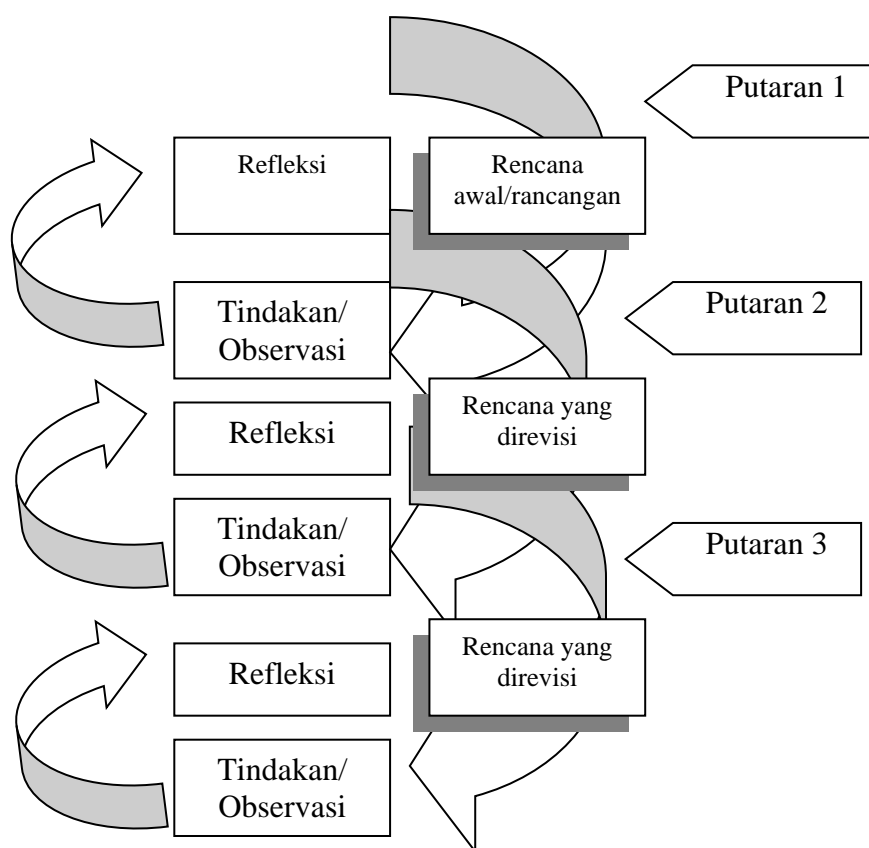 Putaran 1
Refleksi
Rencana
awal/rancangan
Putaran 2
Tindakan/
Observasi
Refleksi
Rencana yang
direvisi
Tindakan/
Observasi
Putaran 3
Refleksi
Rencana yang
direvisi
Tindakan/
Observasi